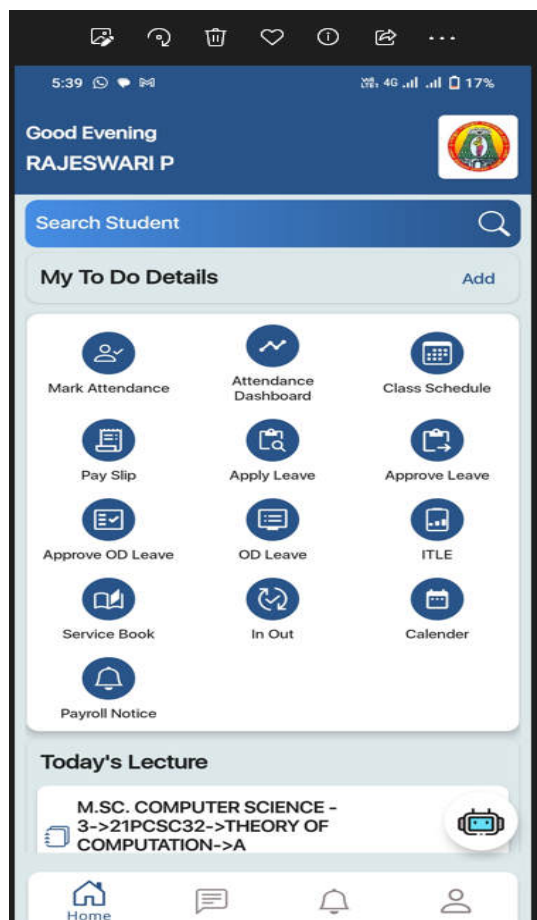 5:39
4G
17%
Good Evening
RAJESWARI P
Search Student
My To Do Details
Add
Mark Attendance
Attendance
Dashboard
Class Schedule
Pay Slip
Apply Leave
Approve Leave
Approve OD Leave
OD Leave
ITLE
Service Book
In Out
Calender
Payroll Notice
Today's Lecture
M.SC. COMPUTER SCIENCE -
3->21PCSC32->THEORY OF
COMPUTATION->A
Home